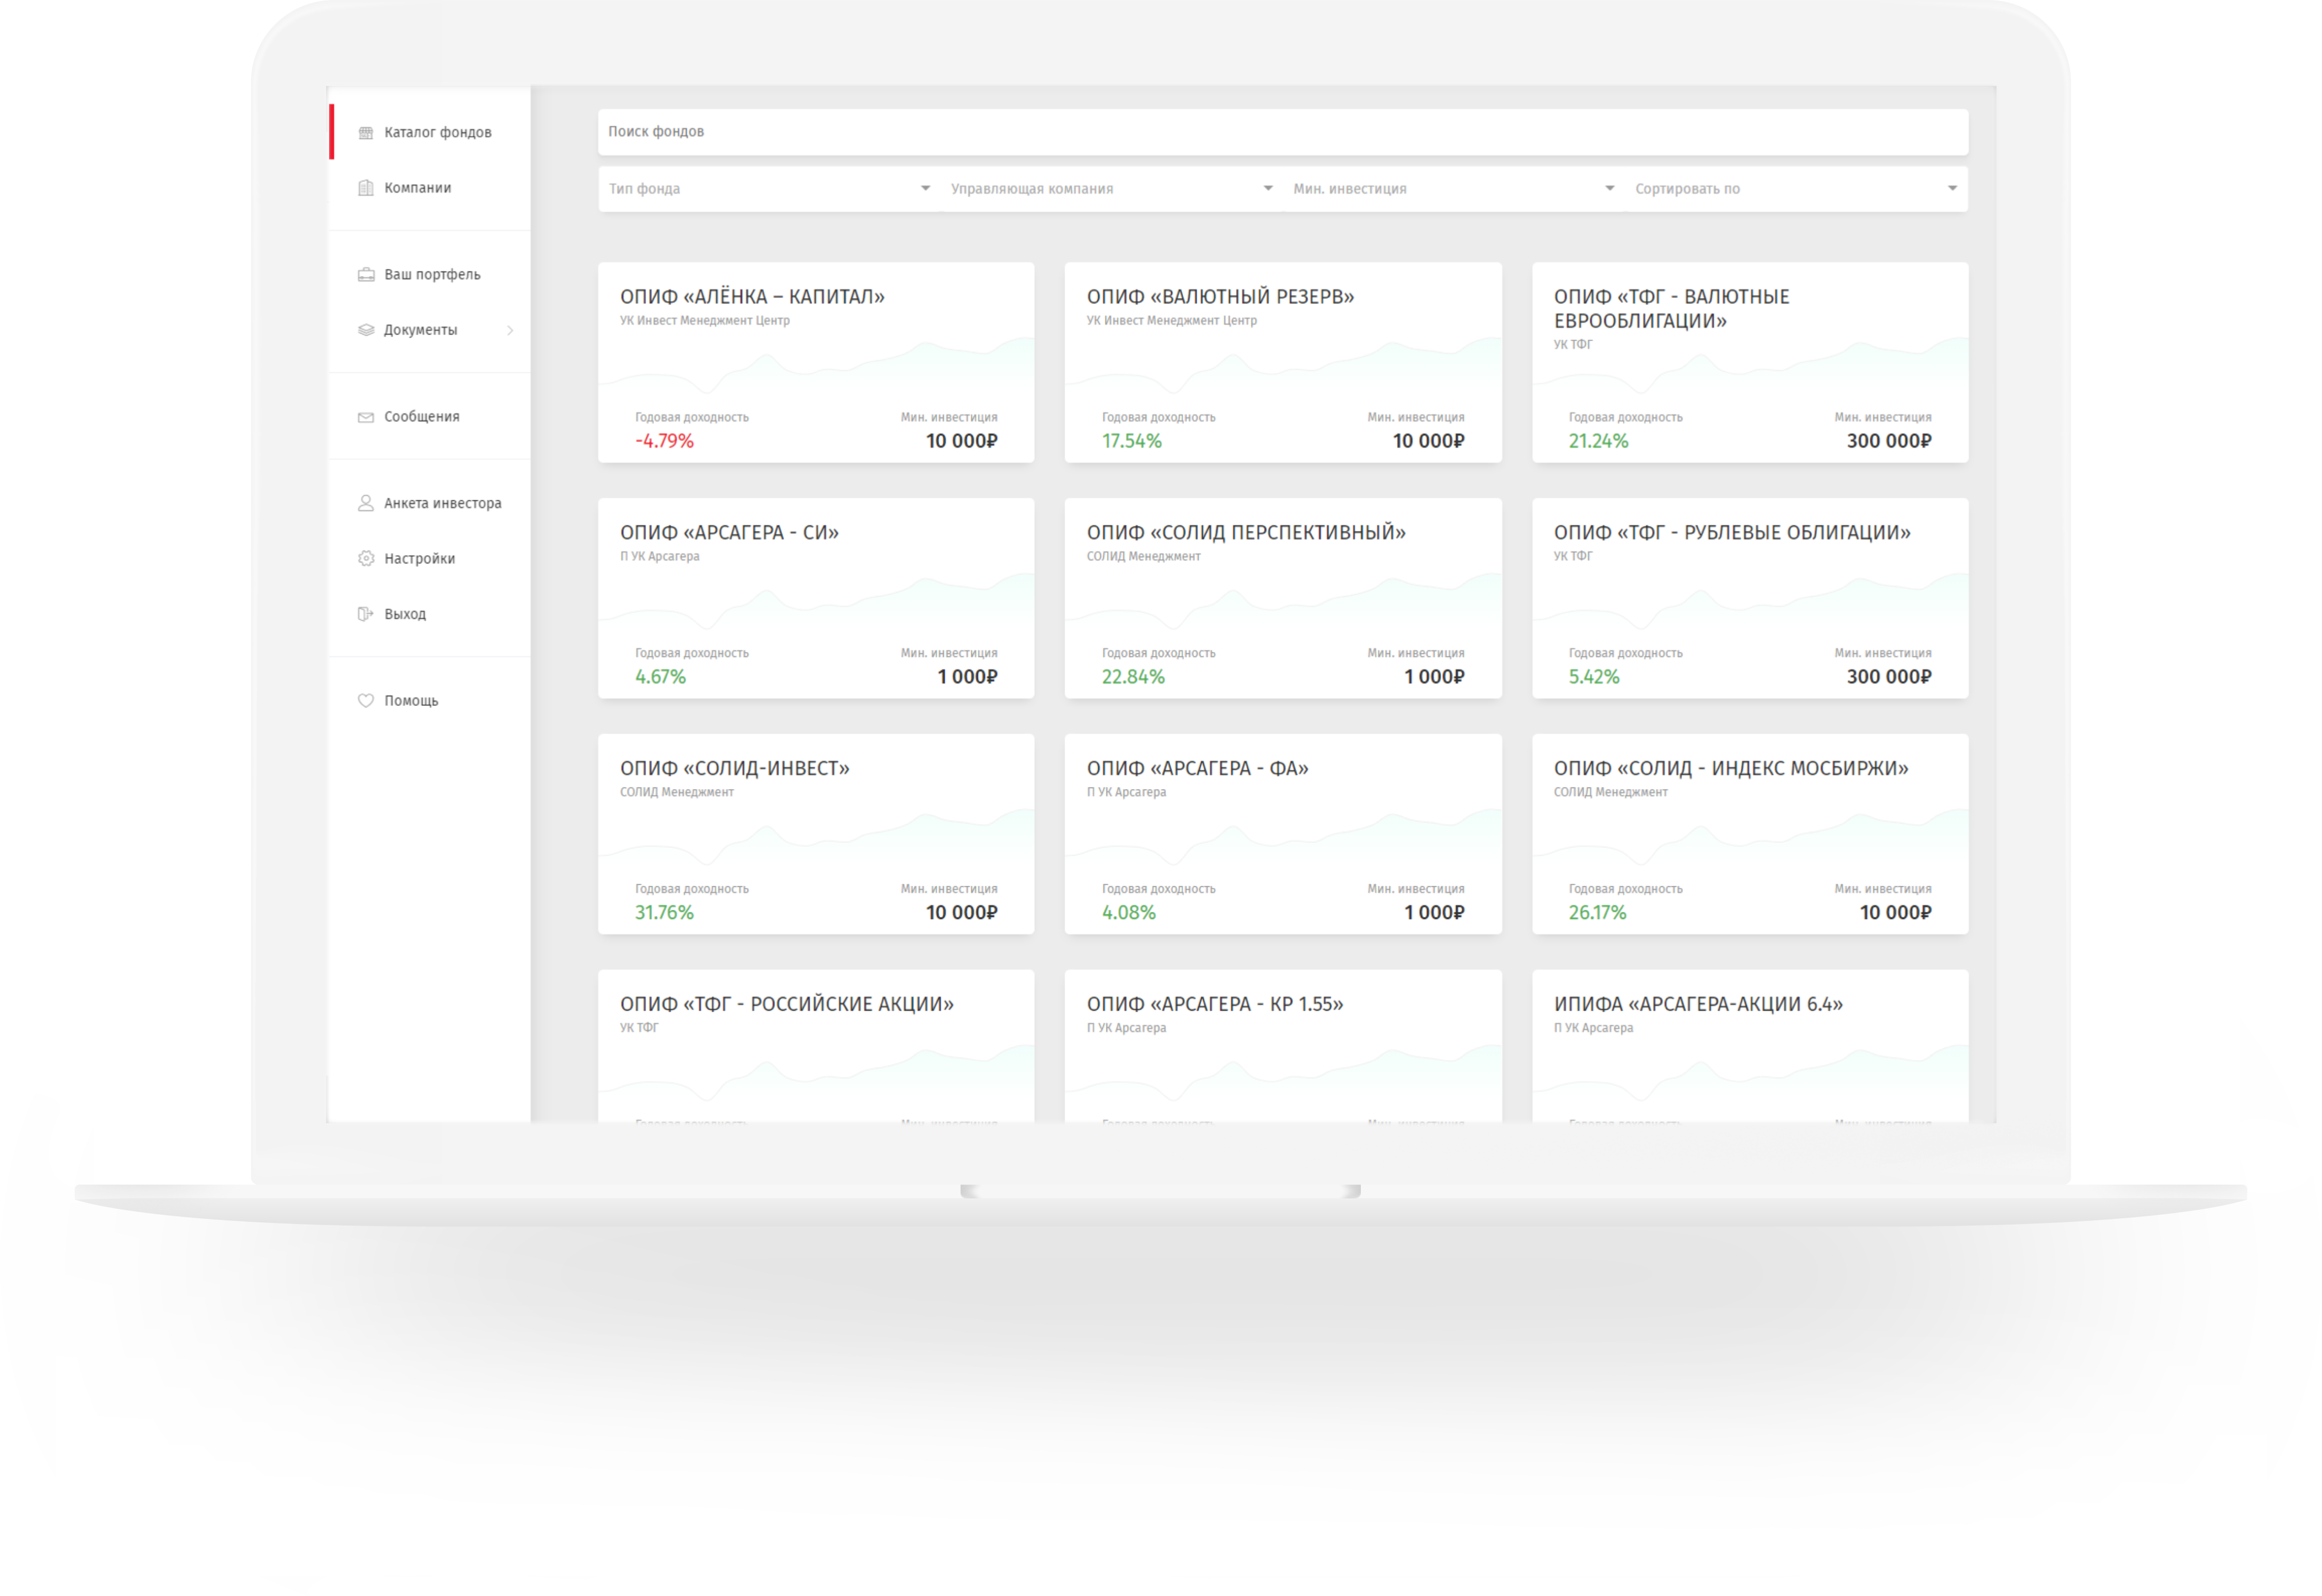 Каталог фондов
Компании
Ваш портфель
Документы
Сообщения
Анкета инвестора
Настройки
Выход
Помощь
Поиск фондов
Тип фонда
Управляющая компания
Мин. инвестиция
Сортировать по
ОПИФ «АЛЁНКА – КАПИТАЛ»
УК Инвест Менеджмент Центр
Годовая доходность
Мин. инвестиция
-4.79%
10 000₽
ОПИФ «ВАЛЮТНЫЙ РЕЗЕРВ»
УК Инвест Менеджмент Центр
Годовая доходность
Мин. инвестиция
17.54%
10 000₽
ОПИФ «ТФГ - ВАЛЮТНЫЕ
ЕВРООБЛИГАЦИИ»
УК ТФГ
Годовая доходность
Мин. инвестиция
21.24%
300 000₽
ОПИФ «АРСАГЕРА - СИ»
П УК Арсагера
Годовая доходность
Мин. инвестиция
4.67%
1 000₽
ОПИФ «СОЛИД ПЕРСПЕКТИВНЫЙ»
СОЛИД Менеджмент
Годовая доходность
Мин. инвестиция
22.84%
1 000₽
ОПИФ «ТФГ - РУБЛЕВЫЕ ОБЛИГАЦИИ»
УК ТФГ
Годовая доходность
Мин. инвестиция
5.42%
300 000₽
ОПИФ «СОЛИД-ИНВЕСТ»
СОЛИД Менеджмент
Годовая доходность
Мин. инвестиция
31.76%
10 000₽
ОПИФ «АРСАГЕРА - ФА»
П УК Арсагера
Годовая доходность
Мин. инвестиция
4.08%
1 000₽
ОПИФ «СОЛИД - ИНДЕКС МОСБИРЖИ»
СОЛИД Менеджмент
Годовая доходность
Мин. инвестиция
26.17%
10 000₽
ОПИФ «ТФГ - РОССИЙСКИЕ АКЦИИ»
УК ТФГ
ОПИФ «АРСАГЕРА - КР 1.55»
П УК Арсагера
ИПИФА «АРСАГЕРА-АКЦИИ 6.4»
П УК Арсагера